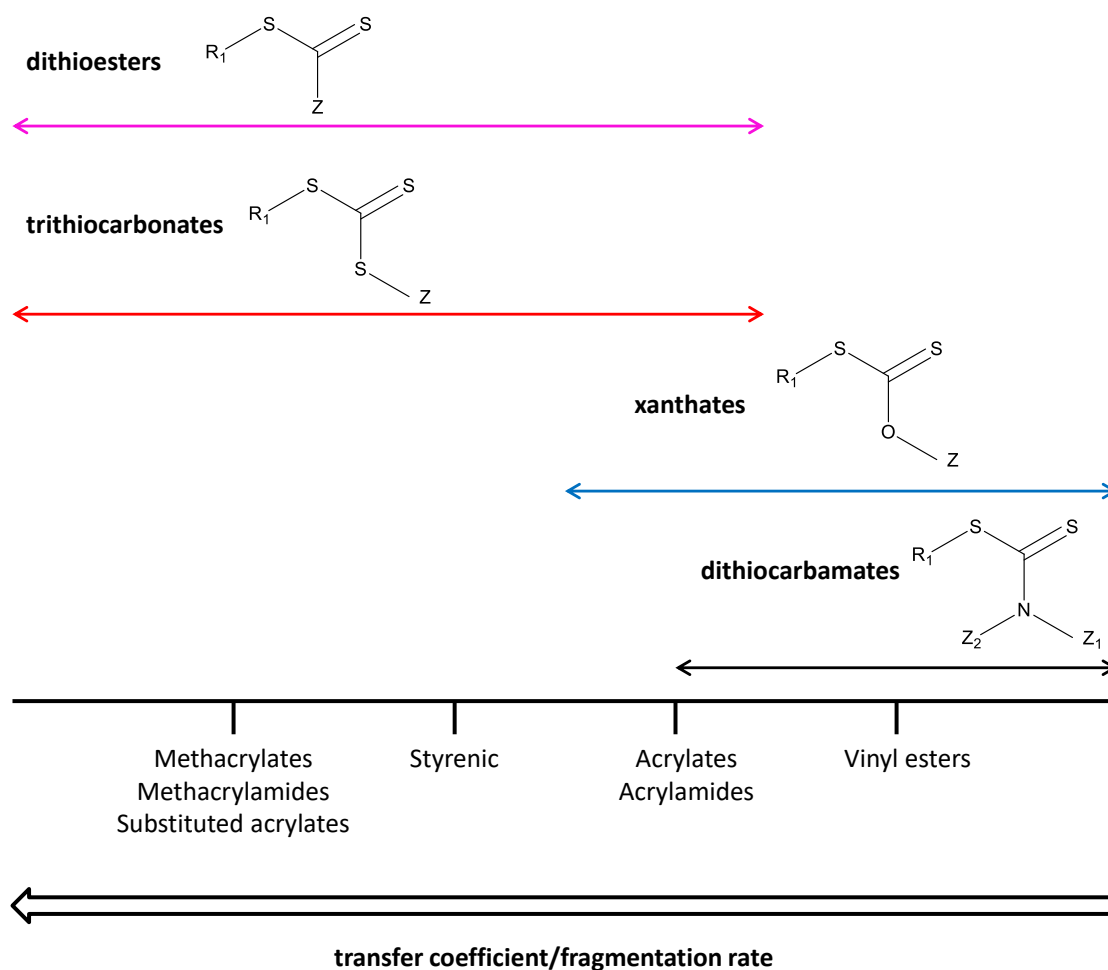 S S
R1
dithioesters
Z
S S
R1
trithiocarbonates
S
Z
S S
R1
xanthates
O
Z
S S
R1
dithiocarbamates
N
Z2 Z1
Methacrylates Styrenic Acrylates Vinyl esters
Methacrylamides Acrylamides
Substituted acrylates
transfer coefficient/fragmentation rate